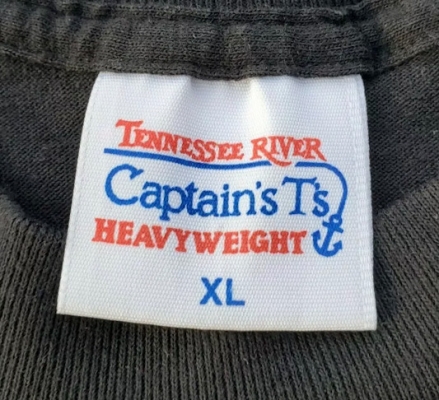 TENNESSEE RIVER
Captain's T's
HEAVYWEIGHT
XL